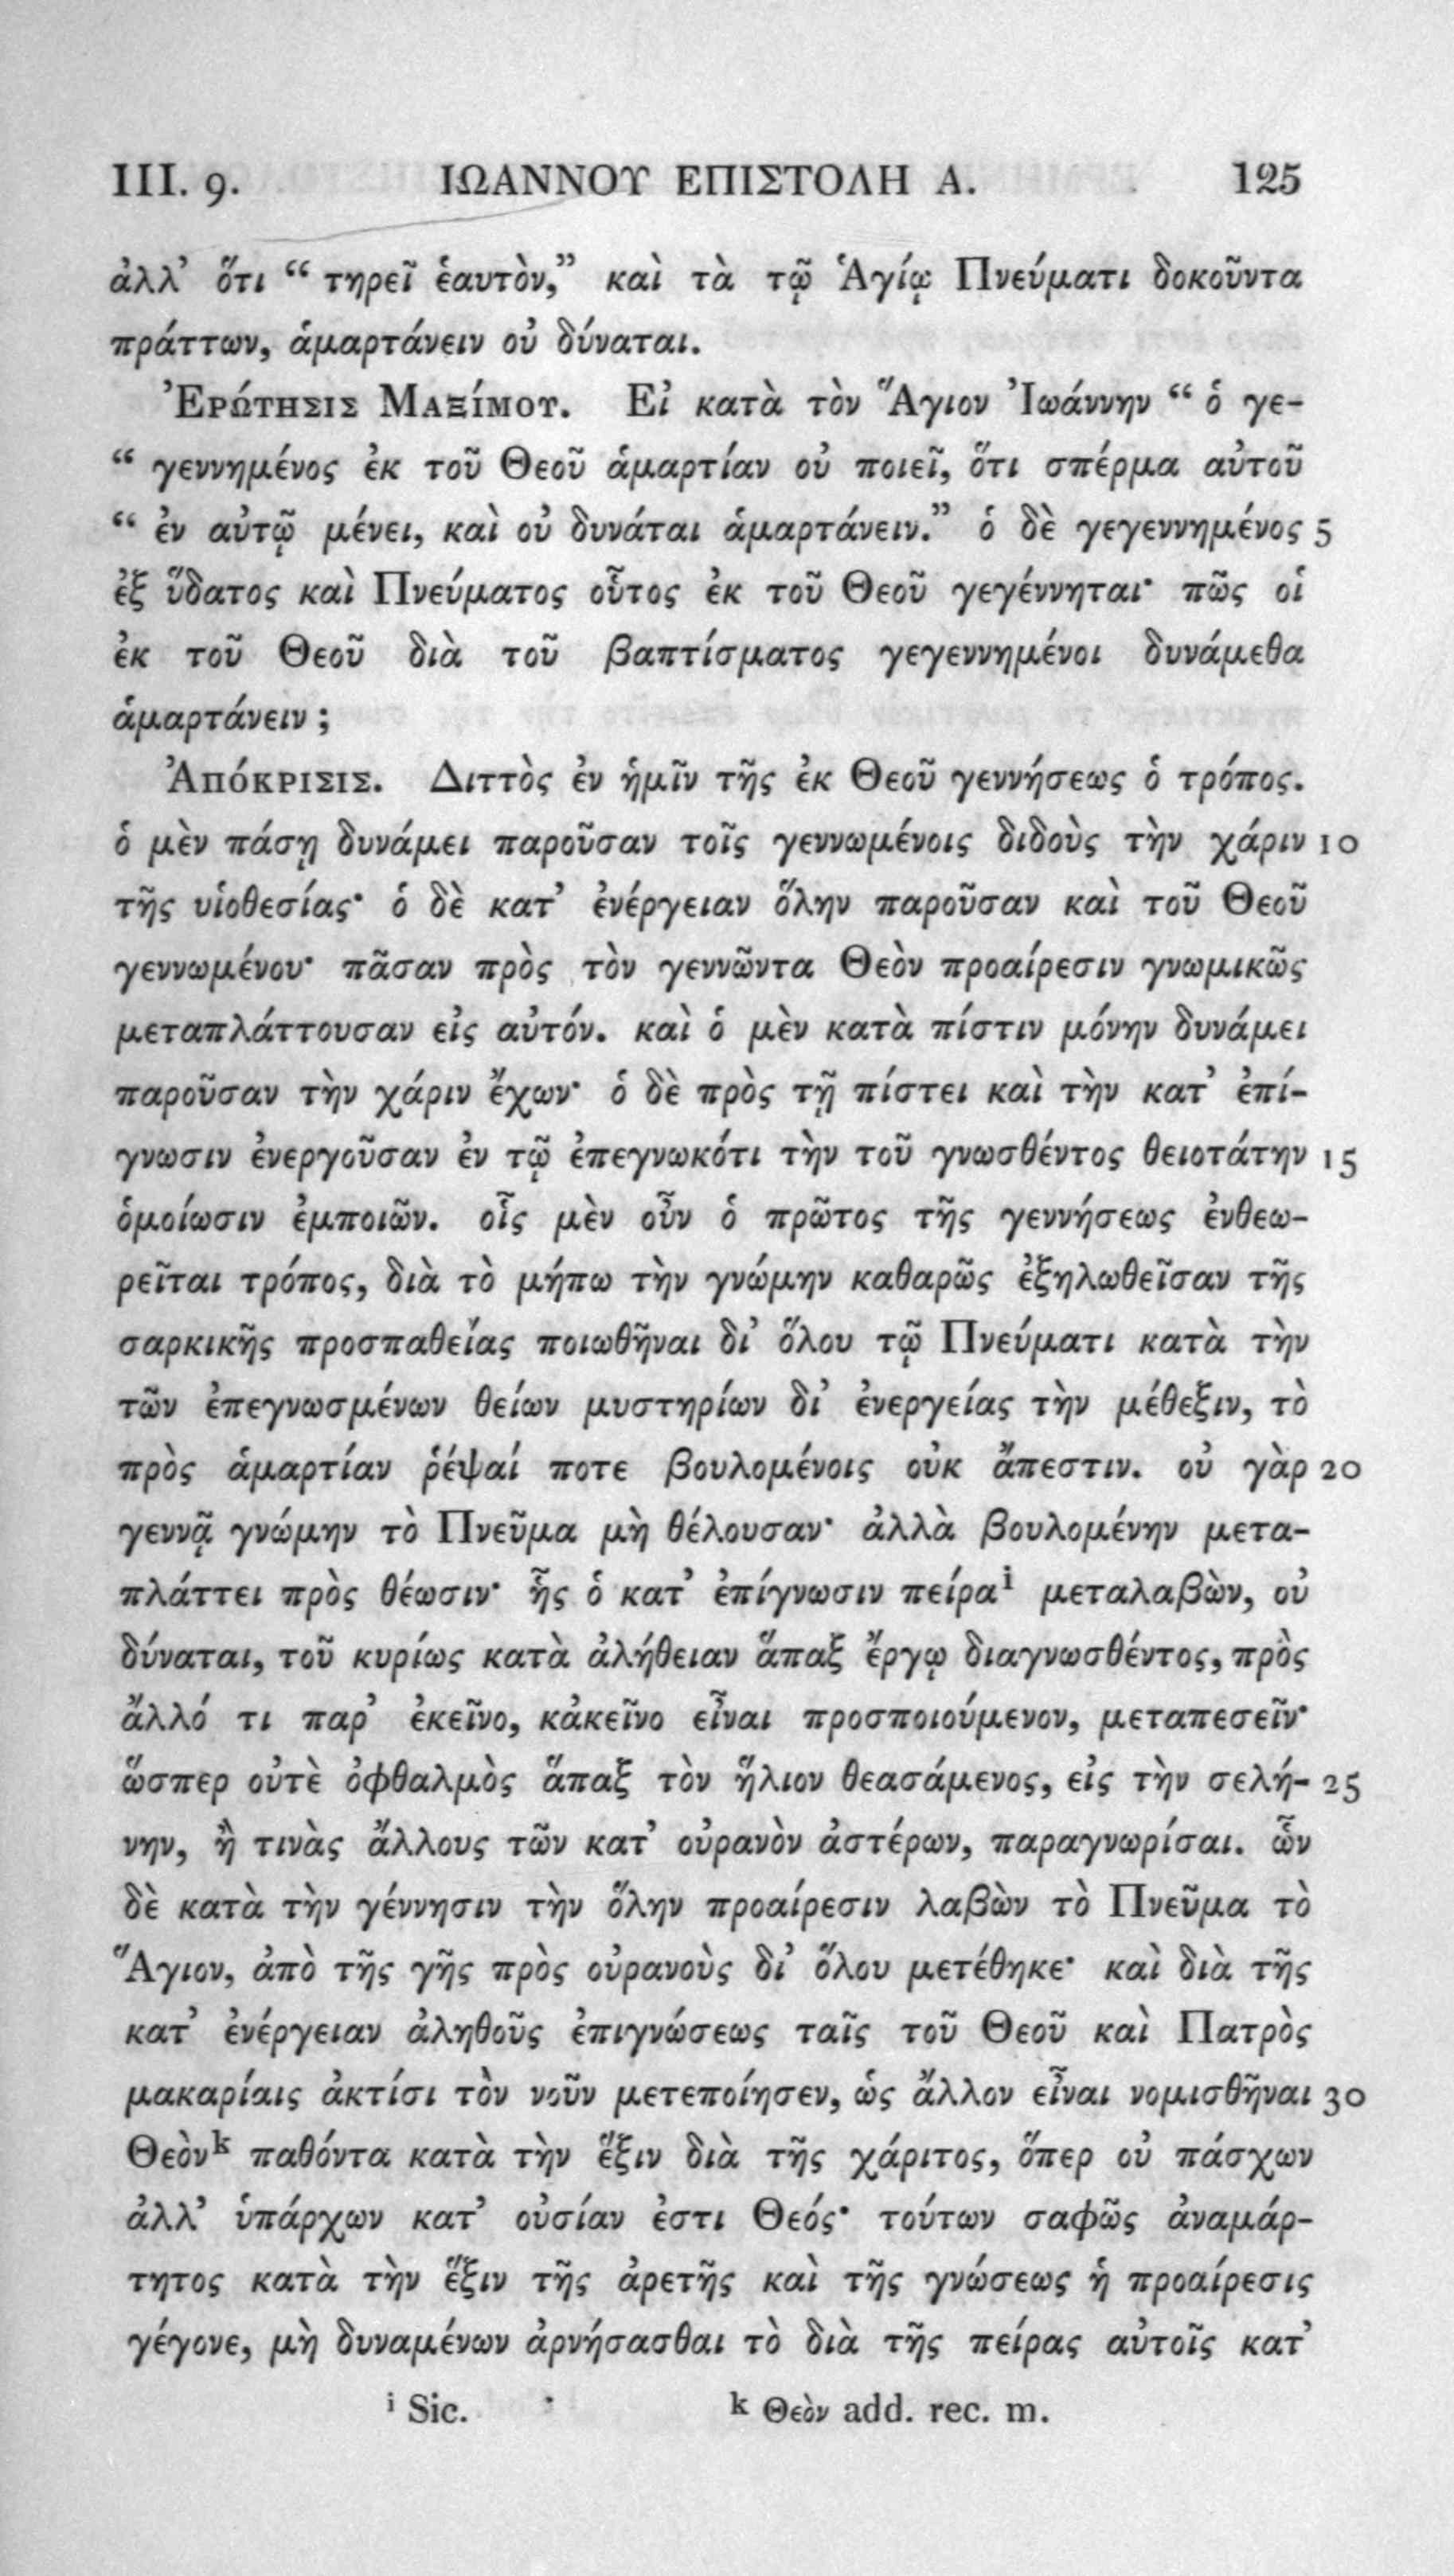 III. 9. ΙΩΑΝΝΟΥ ΕΠΙΣΤΟΛΗ Α. 125
ἀλλ’ ὅτι “ τηρεῖ ἑαυτὸν,” καὶ τὰ τῷ Ἁγίῳ Πνεύματι δοκοῦντα
πράττων, ἁμαρτάνειν οὐ δύναται.
Ἐρώτησις Μαξίμου. Εἰ κατὰ τὸν Ἅγιον Ἰωάννην “ ὁ γε-
“ γεννημένος ἐκ τοῦ Θεοῦ ἁμαρτίαν οὐ ποιεῖ, ὅτι σπέρμα αὐτοῦ
“ ἐν αὐτῷ μένει, καὶ οὐ δυνάται ἁμαρτάνειν.” ὁ δὲ γεγεννημένος 5
ἐξ ὕδατος καὶ Πνεύματος οὗτος ἐκ τοῦ Θεοῦ γεγέννηται· πῶς οἱ
ἐκ τοῦ Θεοῦ διὰ τοῦ βαπτίσματος γεγεννημένοι δυνάμεθα
ἁμαρτάνειν ;
Ἀπόκρισις. Διττὸς ἐν ἡμῖν τῆς ἐκ Θεοῦ γεννήσεως ὁ τρόπος.
ὁ μὲν πάσῃ δυνάμει παροῦσαν τοῖς γεννωμένοις διδοὺς τὴν χάριν 10
τῆς υἱοθεσίας· ὁ δὲ κατ’ ἐνέργειαν ὅλην παροῦσαν καὶ τοῦ Θεοῦ
γεννωμένου· πᾶσαν πρὸς τὸν γεννῶντα Θεὸν προαίρεσιν γνωμικῶς
μεταπλάττουσαν εἰς αὐτόν. καὶ ὁ μὲν κατὰ πίστιν μόνην δυνάμει
παροῦσαν τὴν χάριν ἔχων· ὁ δὲ πρὸς τῇ πίστει καὶ τὴν κατ’ ἐπί-
γνωσιν ἐνεργοῦσαν ἐν τῷ ἐπεγνωκότι τὴν τοῦ γνωσθέντος θειοτάτην 15
ὁμοίωσιν ἐμποιῶν. οἷς μὲν οὖν ὁ πρῶτος τῆς γεννήσεως ἐνθεω-
ρεῖται τρόπος, διὰ τὸ μήπω τὴν γνώμην καθαρῶς ἐξηλωθεῖσαν τῆς
σαρκικῆς προσπαθείας ποιωθῆναι δι’ ὅλου τῷ Πνεύματι κατὰ τὴν
τῶν ἐπεγνωσμένων θείων μυστηρίων δι’ ἐνεργείας τὴν μέθεξιν, τὸ
πρὸς ἁμαρτίαν ῥέψαί ποτε βουλομένοις οὐκ ἄπεστιν. οὐ γὰρ 20
γεννᾷ γνώμην τὸ Πνεῦμα μὴ θέλουσαν· ἀλλὰ βουλομένην μετα-
πλάττει πρὸς θέωσιν· ἧς ὁ κατ’ ἐπίγνωσιν πείρα i μεταλαβὼν, οὐ
δύναται, τοῦ κυρίως κατὰ ἀλήθειαν ἅπαξ ἔργῳ διαγνωσθέντος, πρὸς
ἄλλό τι παρ’ ἐκεῖνο, κἀκεῖνο εἶναι προσποιούμενον, μεταπεσεῖν·
ὥσπερ οὐτὲ ὀφθαλμὸς ἅπαξ τὸν ἥλιον θεασάμενος, εἰς τὴν σελή- 25
νην, ἢ τινὰς ἄλλους τῶν κατ’ οὐρανὸν ἀστέρων, παραγνωρίσαι. ὧν
δὲ κατὰ τὴν γέννησιν τὴν ὅλην προαίρεσιν λαβὼν τὸ Πνεῦμα τὸ
Ἅγιον, ἀπὸ τῆς γῆς πρὸς οὐρανοὺς δι’ ὅλου μετέθηκε· καὶ διὰ τῆς
κατ’ ἐνέργειαν ἀληθοῦς ἐπιγνώσεως ταῖς τοῦ Θεοῦ καὶ Πατρὸς
μακαρίαις ἀκτίσι τὸν νοῦν μετεποίησεν, ὡς ἄλλον εἶναι νομισθῆναι 30
Θεὸν k παθόντα κατὰ τὴν ἕξιν διὰ τῆς χάριτος, ὅπερ οὐ πάσχων
ἀλλ’ ὑπάρχων κατ’ οὐσίαν ἐστι Θεός· τούτων σαφῶς ἀναμάρ-
τητος κατὰ τὴν ἕξιν τῆς ἀρετῆς καὶ τῆς γνώσεως ἡ προαίρεσις
γέγονε, μὴ δυναμένων ἀρνήσασθαι τὸ διὰ τῆς πείρας αὐτοῖς κατ’
i Sic. k Θεὸν add. rec. m.